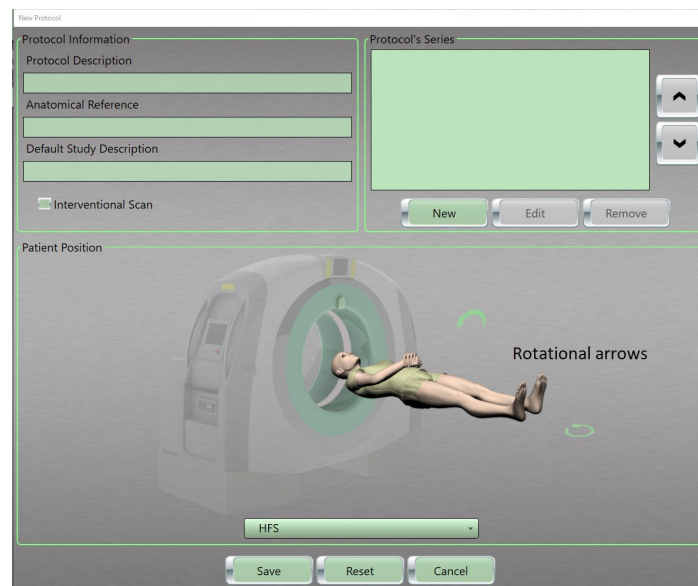 New Protocol
Protocol Information
Protocol Description
Anatomical Reference
Default Study Description
Interventional Scan
Protocol's Series
New Edit Remove
Patient Position
Rotational arrows
HFS
Save Reset Cancel